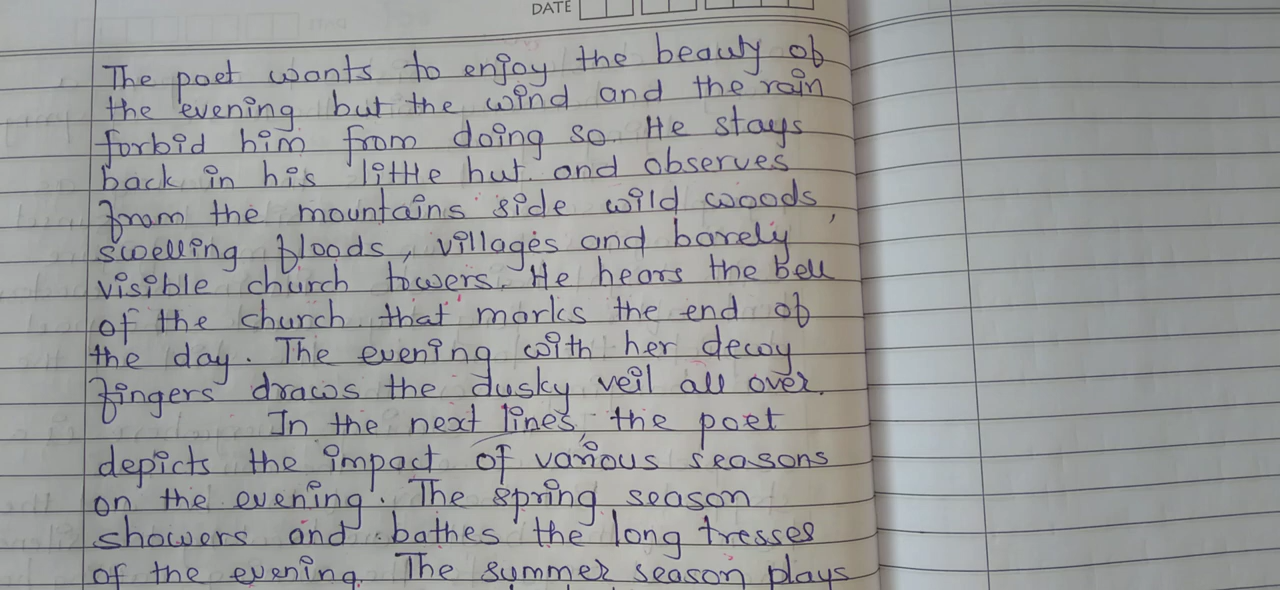 DATE
The poet wants to enjoy the beauty of
the evening but the wind and the rain
forbid him from doing so. He stays
back in his little hut and observes
from the mountains side wild woods,
swelling floods, villages and barely
visible church towers. He hears the bell
of the church that marks the end of
the day. The evening with her decoy
fingers draws the dusky veil all over.
In the next lines, the poet
depicts the impact of various seasons
on the evening. The spring season
showers and bathes the long tresses
of the evening. The summer season plays